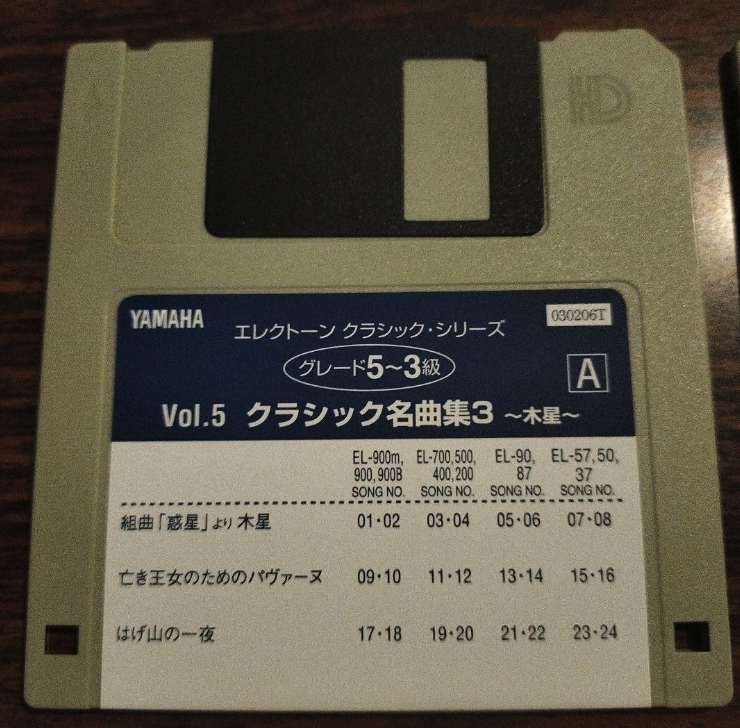 HD
YAMAHA
030206T
エレクトーン クラシック・シリーズ
グレード5～3級
A
Vol.5 クラシック名曲集3 ～木星～
EL-900m, EL-700,500, EL-90, EL-57,50,
900,900B 400,200 87 37
SONG NO. SONG NO. SONG NO. SONG NO.
組曲「惑星」より木星 01・02 03・04 05・06 07・08
亡き王女のためのパヴァーヌ 09・10 11・12 13・14 15・16
はげ山の一夜 17・18 19・20 21・22 23・24